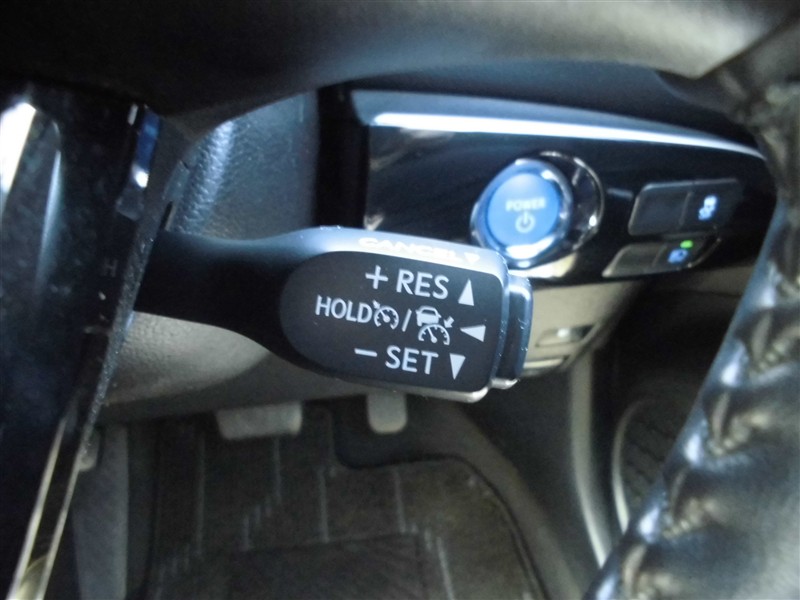 CANCEL
+ RES
HOLD /
− SET
POWER
H